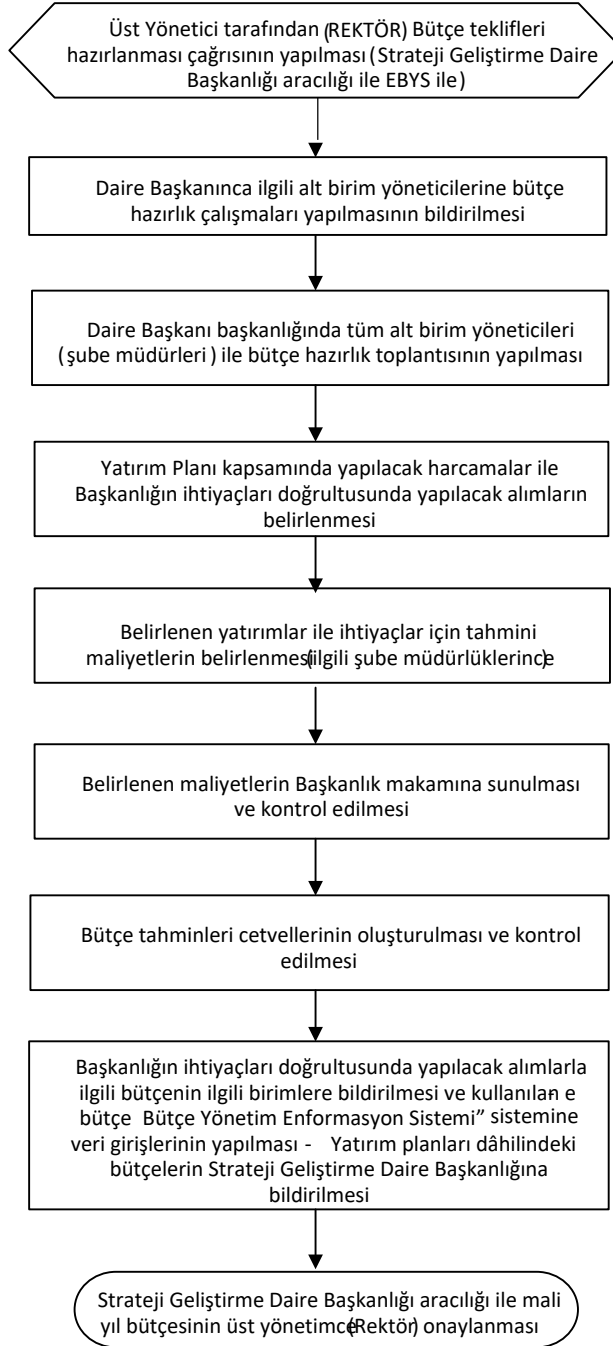 Üst Yönetici tarafından (REKTÖR) Bütçe teklifleri
hazırlanması çağrısının yapılması (Strateji Geliştirme Daire
Başkanlığı aracılığı ile EBYS ile)
Daire Başkanınca ilgili alt birim yöneticilerine bütçe
hazırlık çalışmaları yapılmasının bildirilmesi
Daire Başkanı başkanlığında tüm alt birim yöneticileri
(şube müdürleri ) ile bütçe hazırlık toplantısının yapılması
Yatırım Planı kapsamında yapılacak harcamalar ile
Başkanlığın ihtiyaçları doğrultusunda yapılacak alımların
belirlenmesi
Belirlenen yatırımlar ile ihtiyaçlar için tahmini
maliyetlerin belirlenmesi(ilgili şube müdürlüklerince)
Belirlenen maliyetlerin Başkanlık makamına sunulması
ve kontrol edilmesi
Bütçe tahminleri cetvellerinin oluşturulması ve kontrol
edilmesi
Başkanlığın ihtiyaçları doğrultusunda yapılacak alımlarla
ilgili bütçenin ilgili birimlere bildirilmesi ve kullanılan e
bütçe Bütçe Yönetim Enformasyon Sistemi” sistemine
veri girişlerinin yapılması - Yatırım planları dâhilindeki
bütçelerin Strateji Geliştirme Daire Başkanlığına
bildirilmesi
Strateji Geliştirme Daire Başkanlığı aracılığı ile mali
yıl bütçesinin üst yönetimce(Rektör) onaylanması